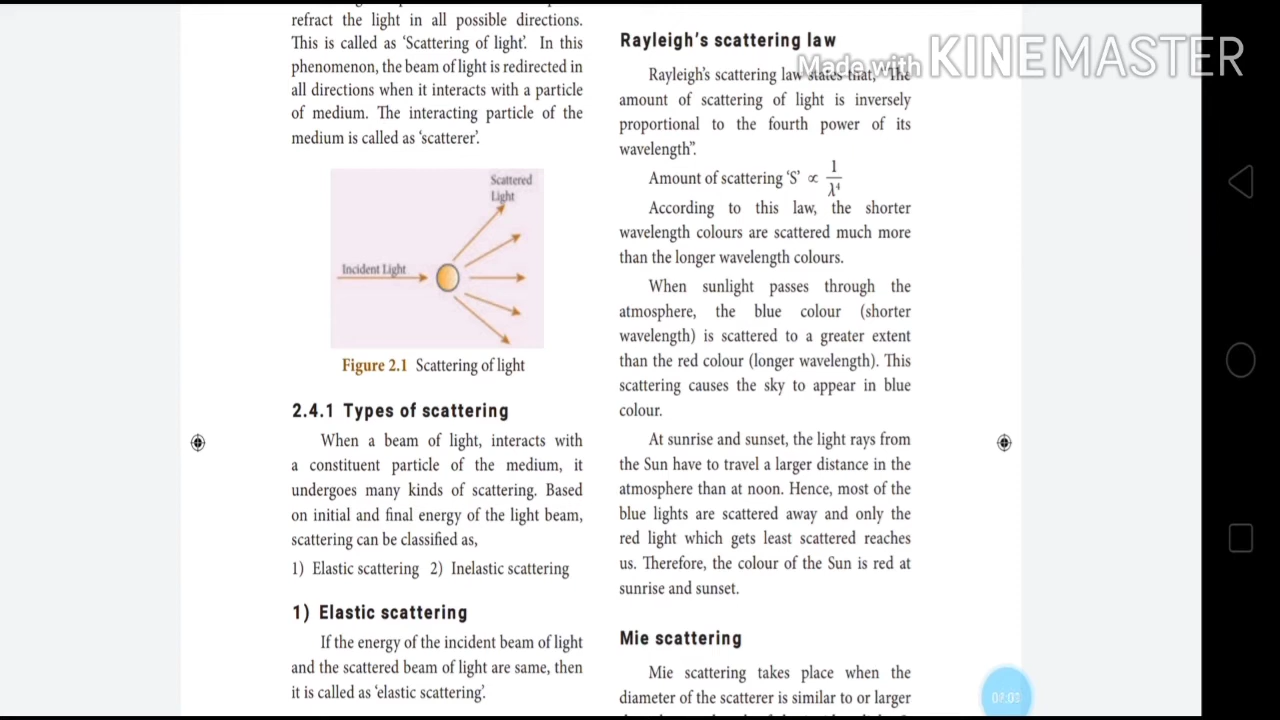 refract the light in all possible directions.
This is called as ‘Scattering of light’. In this
phenomenon, the beam of light is redirected in
all directions when it interacts with a particle
of medium. The interacting particle of the
medium is called as ‘scatterer’.
Scattered
Light
Incident Light
Figure 2.1 Scattering of light
2.4.1 Types of scattering
When a beam of light, interacts with
a constituent particle of the medium, it
undergoes many kinds of scattering. Based
on initial and final energy of the light beam,
scattering can be classified as,
1) Elastic scattering 2) Inelastic scattering
1) Elastic scattering
If the energy of the incident beam of light
and the scattered beam of light are same, then
it is called as ‘elastic scattering’.
Rayleigh’s scattering law
Rayleigh’s scattering law states that, “The
amount of scattering of light is inversely
proportional to the fourth power of its
wavelength”.
Amount of scattering ‘S’ ∝ 1/λ⁴
According to this law, the shorter
wavelength colours are scattered much more
than the longer wavelength colours.
When sunlight passes through the
atmosphere, the blue colour (shorter
wavelength) is scattered to a greater extent
than the red colour (longer wavelength). This
scattering causes the sky to appear in blue
colour.
At sunrise and sunset, the light rays from
the Sun have to travel a larger distance in the
atmosphere than at noon. Hence, most of the
blue lights are scattered away and only the
red light which gets least scattered reaches
us. Therefore, the colour of the Sun is red at
sunrise and sunset.
Mie scattering
Mie scattering takes place when the
diameter of the scatterer is similar to or larger
Made with KINEMASTER